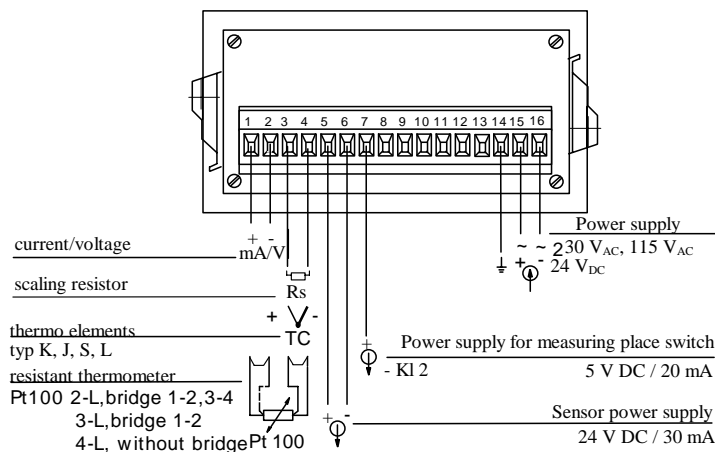 1 2 3 4 5 6 7 8 9 10 11 12 13 14 15 16
+ -
mA/V
current/voltage
scaling resistor
Rs
+ -
TC
thermo elements
typ K, J, S, L
resistant thermometer
Pt100 2-L,bridge 1-2,3-4
3-L,bridge 1-2
4-L, without bridge
Pt 100
+ -
+
- Kl 2
Power supply
~ ~
230 VAC, 115 VAC
+ -
24 VDC
Power supply for measuring place switch
5 V DC / 20 mA
Sensor power supply
24 V DC / 30 mA